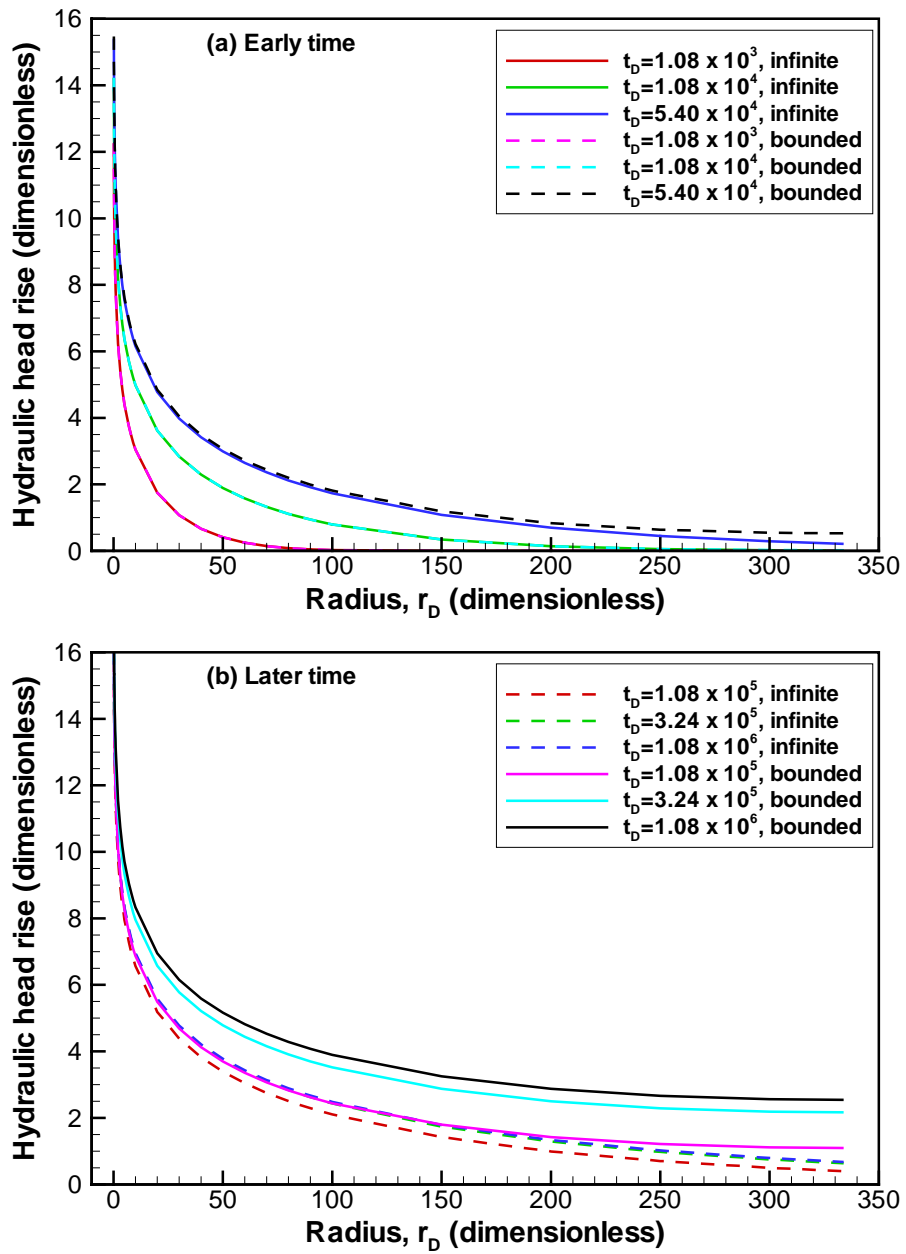 (a) Early time
t_D=1.08 x 10^3, infinite
t_D=1.08 x 10^4, infinite
t_D=5.40 x 10^4, infinite
t_D=1.08 x 10^3, bounded
t_D=1.08 x 10^4, bounded
t_D=5.40 x 10^4, bounded
Hydraulic head rise (dimensionless)
16
14
12
10
8
6
4
2
0
0 50 100 150 200 250 300 350
Radius, r_D (dimensionless)
(b) Later time
t_D=1.08 x 10^5, infinite
t_D=3.24 x 10^5, infinite
t_D=1.08 x 10^6, infinite
t_D=1.08 x 10^5, bounded
t_D=3.24 x 10^5, bounded
t_D=1.08 x 10^6, bounded
Hydraulic head rise (dimensionless)
16
14
12
10
8
6
4
2
0
0 50 100 150 200 250 300 350
Radius, r_D (dimensionless)